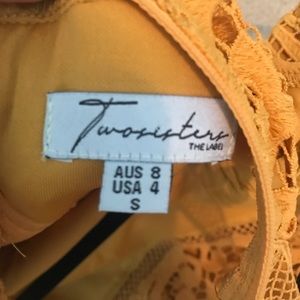 Twosisters
THE LABEL
AUS 8
USA 4
S